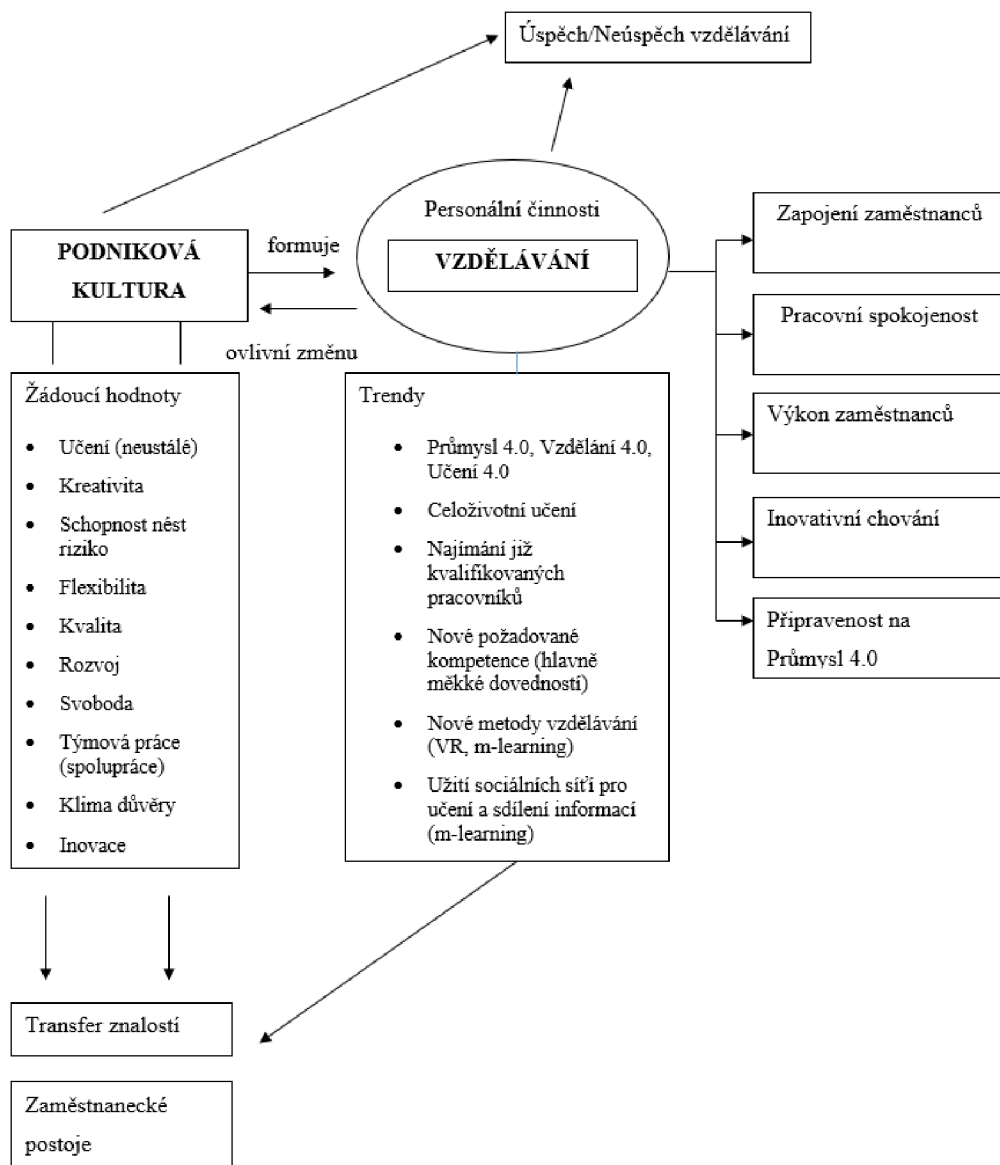 Úspěch/Neúspěch vzdělávání
Personální činnosti
VZDĚLÁVÁNÍ
PODNIKOVÁ
KULTURA
formuje
ovlivní změnu
Zapojení zaměstnanců
Pracovní spokojenost
Výkon zaměstnanců
Inovativní chování
Připravenost na
Průmysl 4.0
Žádoucí hodnoty
• Učení (neustálé)
• Kreativita
• Schopnost nést
riziko
• Flexibilita
• Kvalita
• Rozvoj
• Svoboda
• Týmová práce
(spolupráce)
• Klima důvěry
• Inovace
Trendy
• Průmysl 4.0, Vzdělání 4.0,
Učení 4.0
• Celoživotní učení
• Najímání již
kvalifikovaných
pracovníků
• Nové požadované
kompetence (hlavně
měkké dovedností)
• Nové metody vzdělávání
(VR, m-learning)
• Užití sociálních síťí pro
učení a sdílení informací
(m-learning)
Transfer znalostí
Zaměstnanecké
postoje